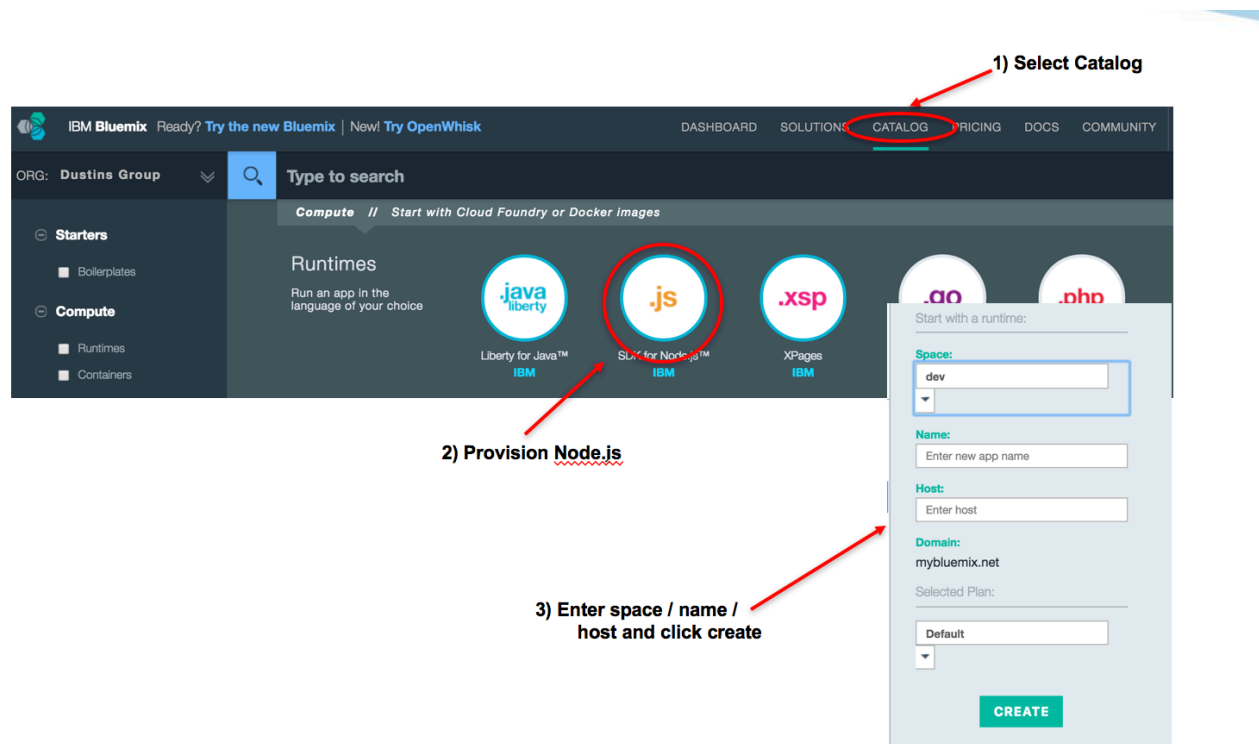 1) Select Catalog
IBM Bluemix Ready? Try the new Bluemix | New! Try OpenWhisk
DASHBOARD SOLUTIONS CATALOG PRICING DOCS COMMUNITY
ORG: Dustins Group
Type to search
Compute // Start with Cloud Foundry or Docker images
Starters
Boilerplates
Compute
Runtimes
Containers
Runtimes
Run an app in the
language of your choice
.java
liberty
Liberty for Java™
IBM
.js
SDK for Node.js™
IBM
.xsp
XPages
IBM
.go
.php
2) Provision Node.js
3) Enter space / name /
host and click create
Start with a runtime:
Space:
dev
Name:
Enter new app name
Host:
Enter host
Domain:
mybluemix.net
Selected Plan:
Default
CREATE